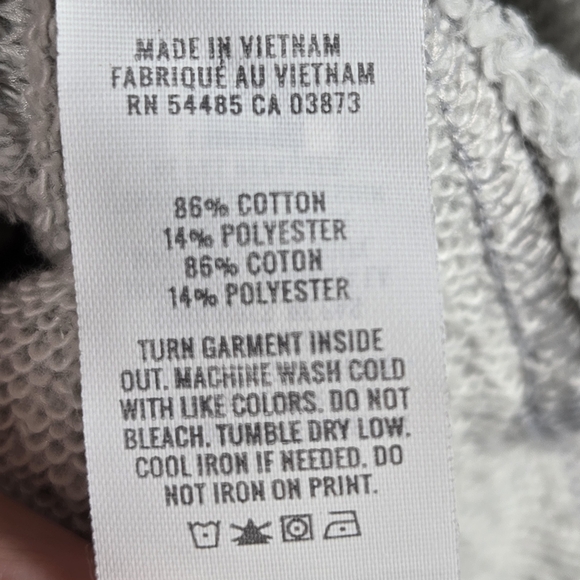 MADE IN VIETNAM
FABRIQUÉ AU VIETNAM
RN 54485 CA 03873
86% COTTON
14% POLYESTER
86% COTON
14% POLYESTER
TURN GARMENT INSIDE
OUT. MACHINE WASH COLD
WITH LIKE COLORS. DO NOT
BLEACH. TUMBLE DRY LOW.
COOL IRON IF NEEDED. DO
NOT IRON ON PRINT.